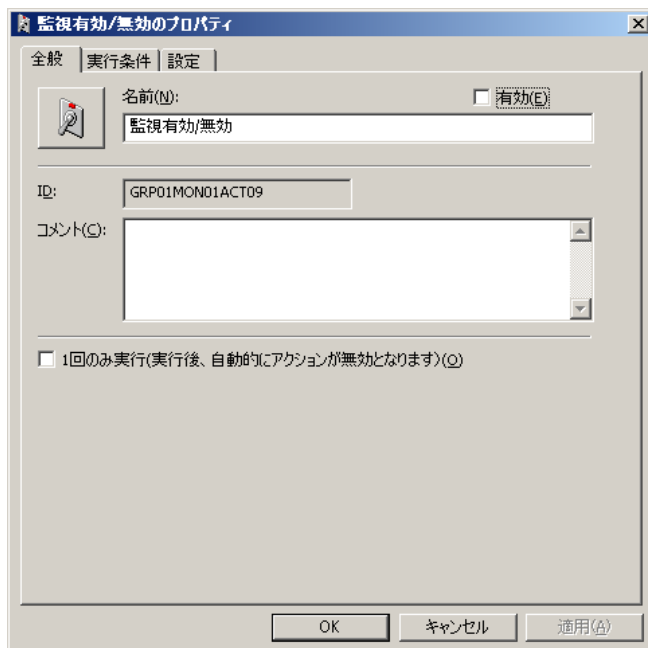 監視有効/無効のプロパティ
全般 実行条件 設定
名前(N): 有効(E)
監視有効/無効
ID: GRP01MON01ACT09
コメント(C):
1回のみ実行(実行後、自動的にアクションが無効となります)(O)
OK キャンセル 適用(A)